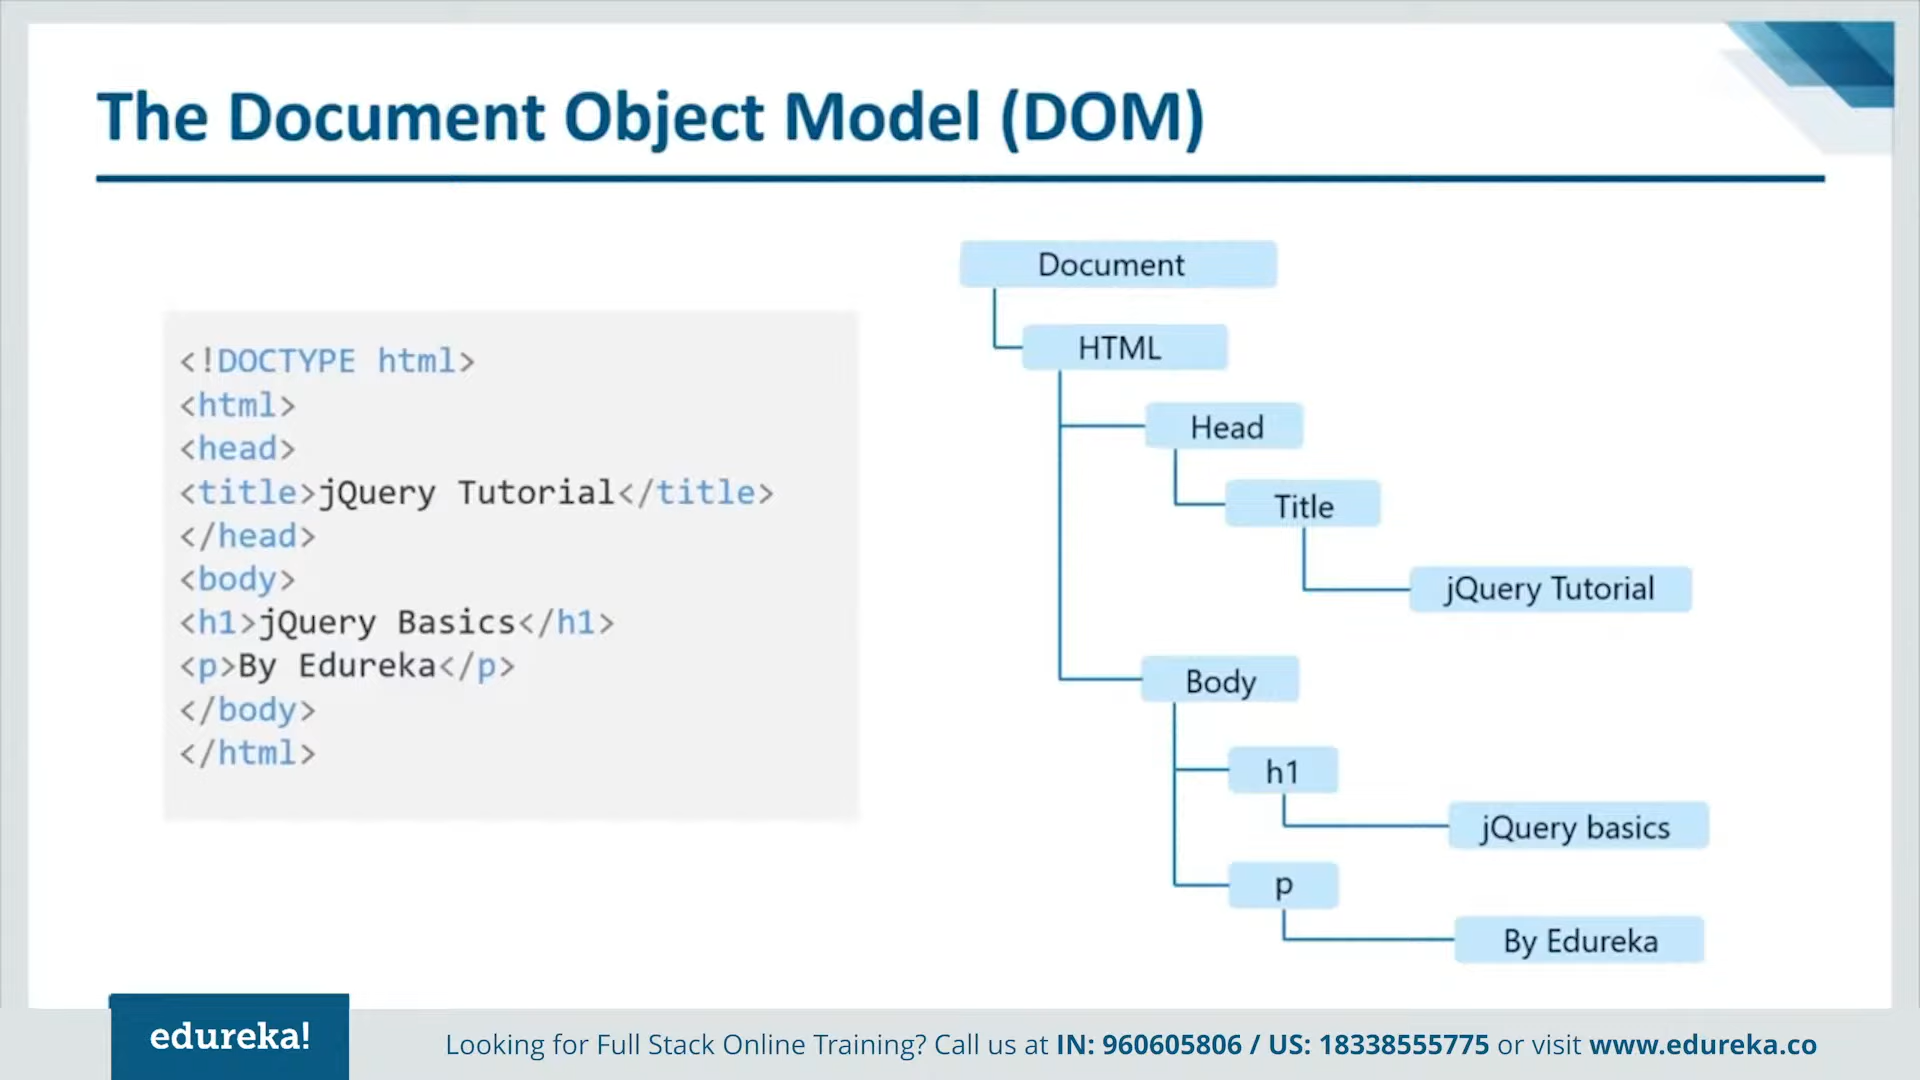 The Document Object Model (DOM)
<!DOCTYPE html>
<html>
<head>
<title>jQuery Tutorial</title>
</head>
<body>
<h1>jQuery Basics</h1>
<p>By Edureka</p>
</body>
</html>
Document
HTML
Head
Title
jQuery Tutorial
Body
h1
jQuery basics
p
By Edureka
edureka!
Looking for Full Stack Online Training? Call us at IN: 960605806 / US: 18338555775 or visit www.edureka.co